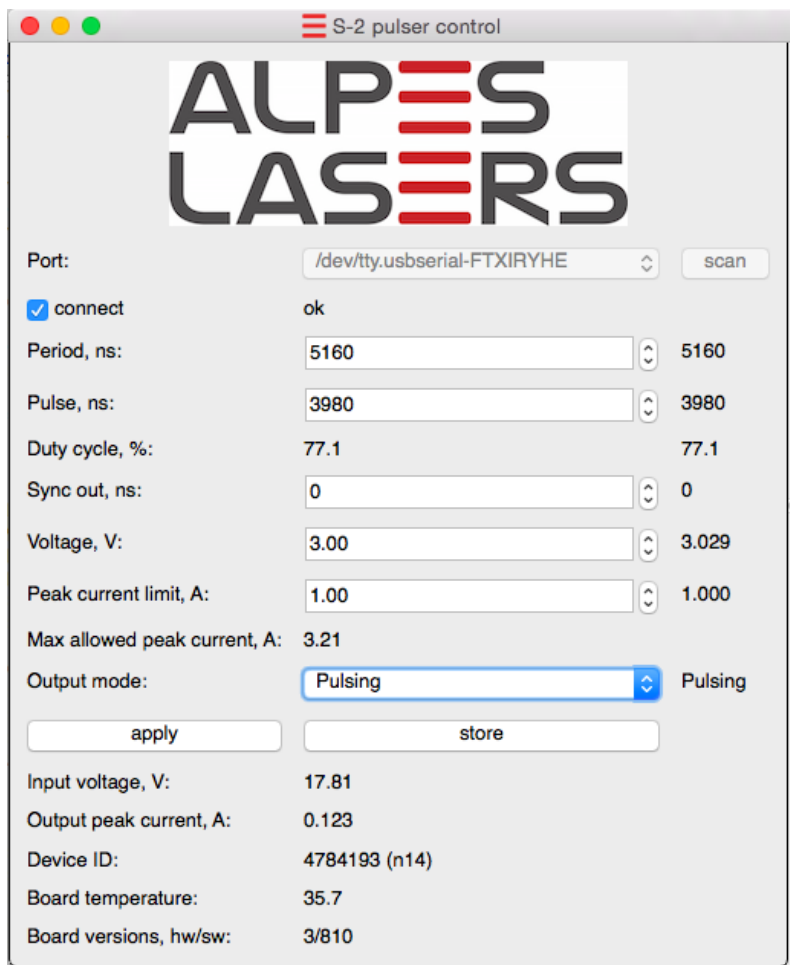 S-2 pulser control
ALPES
LASERS
Port: /dev/tty.usbserial-FTXIRYHE scan
connect ok
Period, ns: 5160 5160
Pulse, ns: 3980 3980
Duty cycle, %: 77.1 77.1
Sync out, ns: 0 0
Voltage, V: 3.00 3.029
Peak current limit, A: 1.00 1.000
Max allowed peak current, A: 3.21
Output mode: Pulsing Pulsing
apply store
Input voltage, V: 17.81
Output peak current, A: 0.123
Device ID: 4784193 (n14)
Board temperature: 35.7
Board versions, hw/sw: 3/810